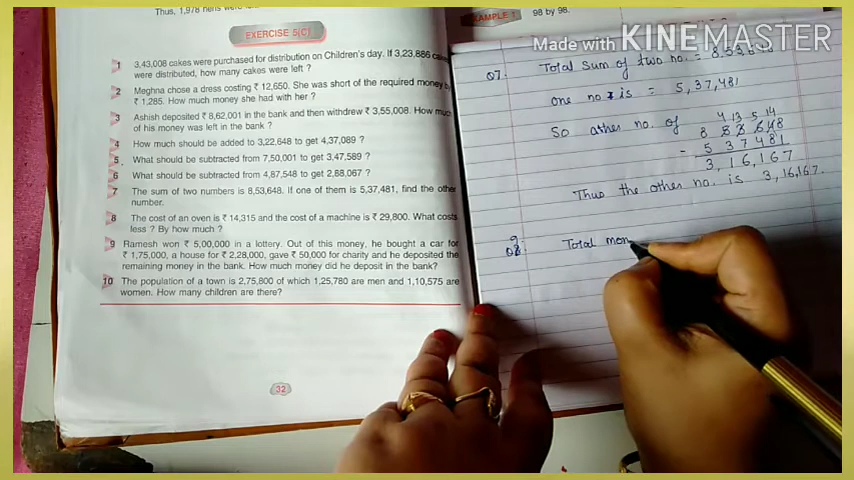 Thus, 1,978 hens were
EXERCISE 5(C)
1 3,43,008 cakes were purchased for distribution on Children's day. If 3,23,886 cakes
were distributed, how many cakes were left ?
2 Meghna chose a dress costing ₹ 12,650. She was short of the required money by
₹ 1,285. How much money she had with her ?
3 Ashish deposited ₹ 8,62,001 in the bank and then withdrew ₹ 3,55,008. How much
of his money was left in the bank ?
4 How much should be added to 3,22,648 to get 4,37,089 ?
5. What should be subtracted from 7,50,001 to get 3,47,589 ?
6 What should be subtracted from 4,87,548 to get 2,88,067 ?
7 The sum of two numbers is 8,53,648. If one of them is 5,37,481, find the other
number.
8 The cost of an oven is ₹ 14,315 and the cost of a machine is ₹ 29,800. What costs
less ? By how much ?
9 Ramesh won ₹ 5,00,000 in a lottery. Out of this money, he bought a car for
₹ 1,75,000, a house for ₹ 2,28,000, gave ₹ 50,000 for charity and he deposited the
remaining money in the bank. How much money did he deposit in the bank ?
10 The population of a town is 2,75,800 of which 1,25,780 are men and 1,10,575 are
women. How many children are there ?
32
EXAMPLE 1
98 by 98.
Made with KINEMASTER
Q7. Total Sum of two no. = 8,53,648
one no is = 5,37,481
So other no. of
4 13 5 14
8 5 3 6 4 8
- 5 3 7 4 8 1
3,1 6,1 6 7
Thus the other no. is 3,16,167.
9
Q8. Total mon